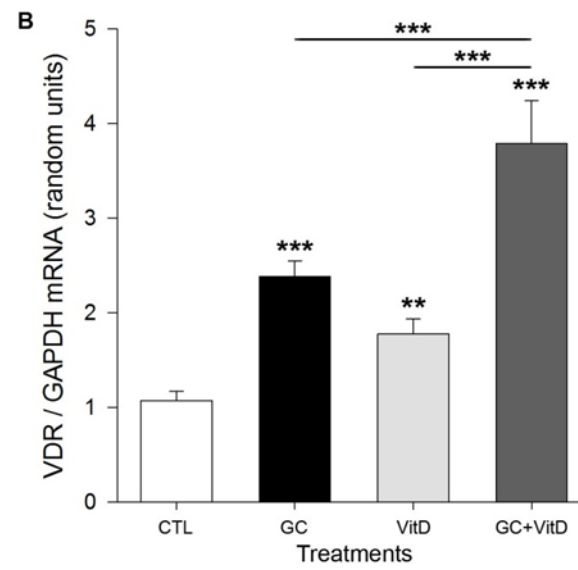 B
VDR / GAPDH mRNA (random units)
5
4
3
2
1
0
***
***
***
***
**
CTL
GC
VitD
GC+VitD
Treatments